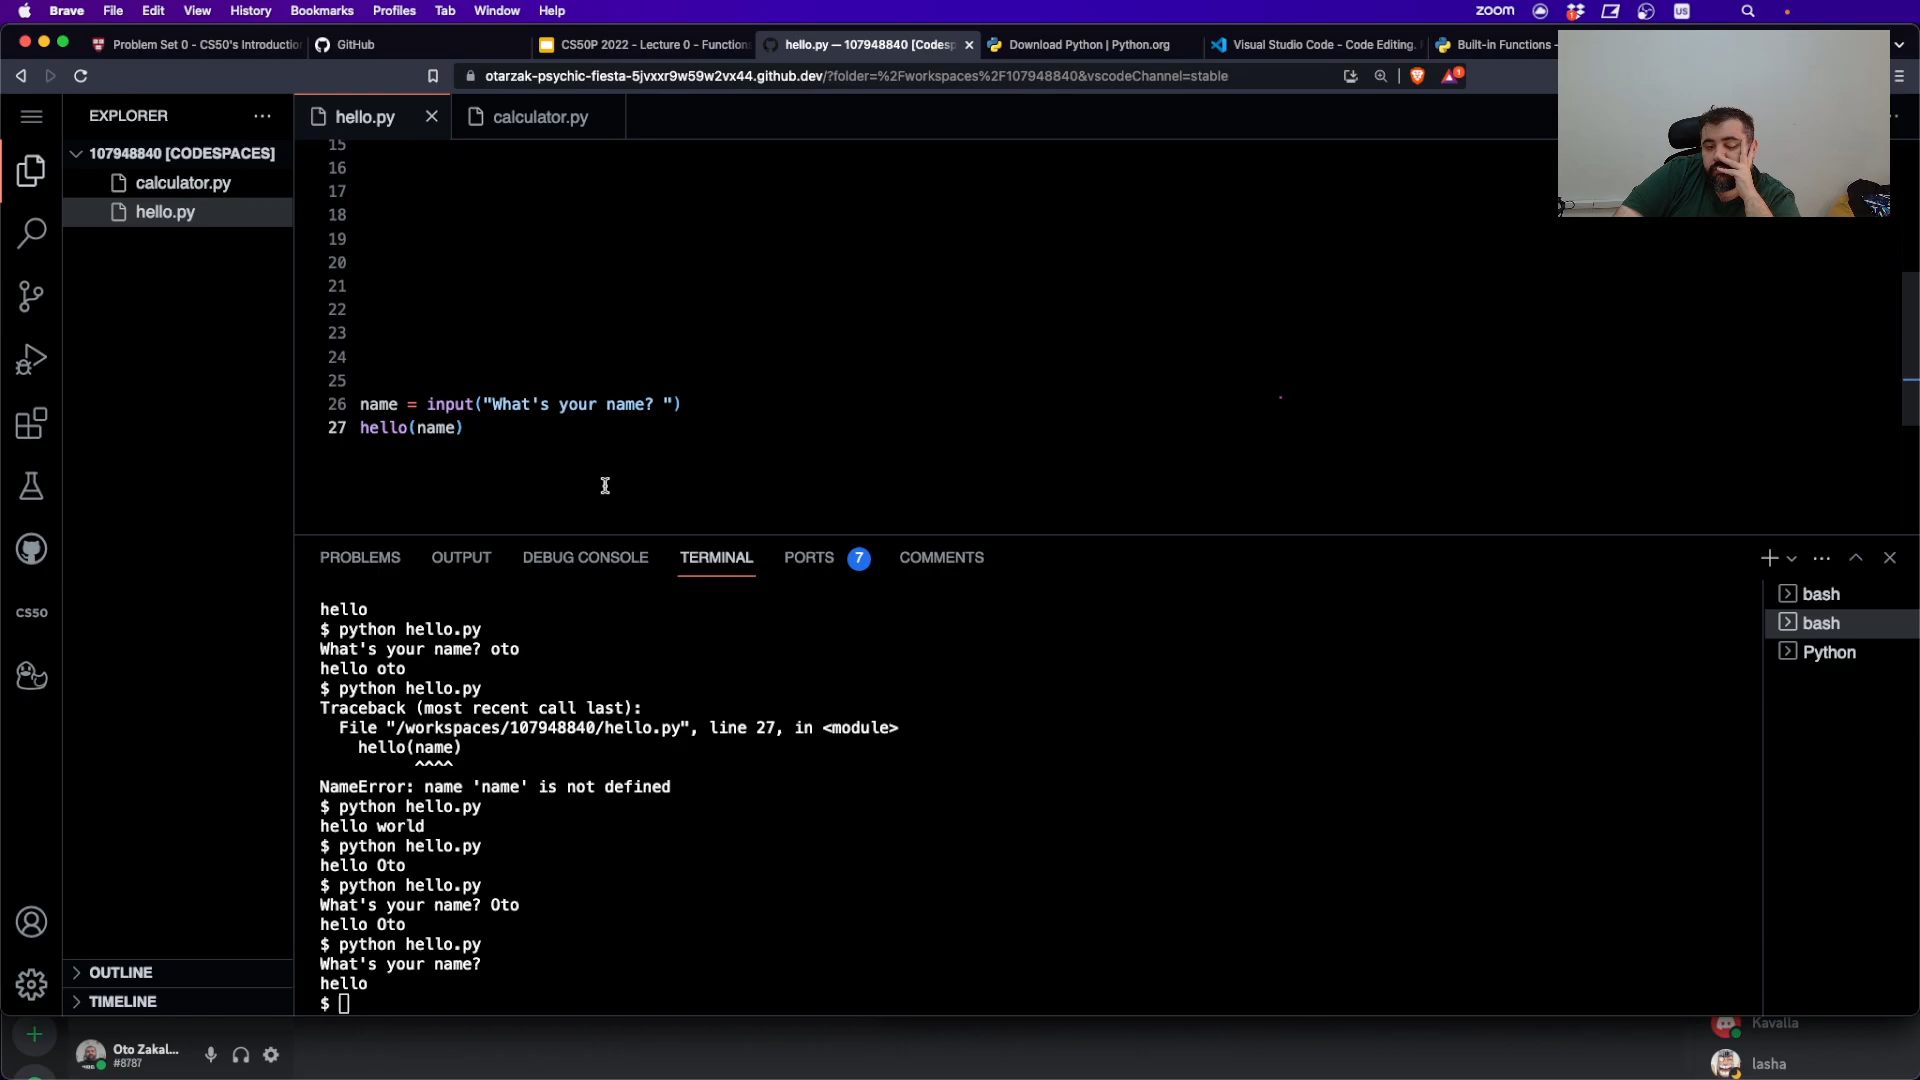 Brave File Edit View History Bookmarks Profiles Tab Window Help zoom US
Problem Set 0 - CS50's Introduction
GitHub
CS50P 2022 - Lecture 0 - Function
hello.py — 107948840 [Codesp
Download Python | Python.org
Visual Studio Code - Code Editing.
Built-in Functions -
otarzak-psychic-fiesta-5jvxxr9w59w2vx44.github.dev/?folder=%2Fworkspaces%2F107948840&vscodeChannel=stable
1
EXPLORER
107948840 [CODESPACES]
calculator.py
hello.py
CS50
OUTLINE
TIMELINE
hello.py
calculator.py
15
16
17
18
19
20
21
22
23
24
25
26 name = input("What's your name? ")
27 hello(name)
PROBLEMS OUTPUT DEBUG CONSOLE TERMINAL PORTS 7 COMMENTS
hello
$ python hello.py
What's your name? oto
hello oto
$ python hello.py
Traceback (most recent call last):
File "/workspaces/107948840/hello.py", line 27, in <module>
hello(name)
^^^^
NameError: name 'name' is not defined
$ python hello.py
hello world
$ python hello.py
hello Oto
$ python hello.py
What's your name? Oto
hello Oto
$ python hello.py
What's your name?
hello
$
bash
bash
Python
Oto Zakal...
#8787
Kavalla
lasha